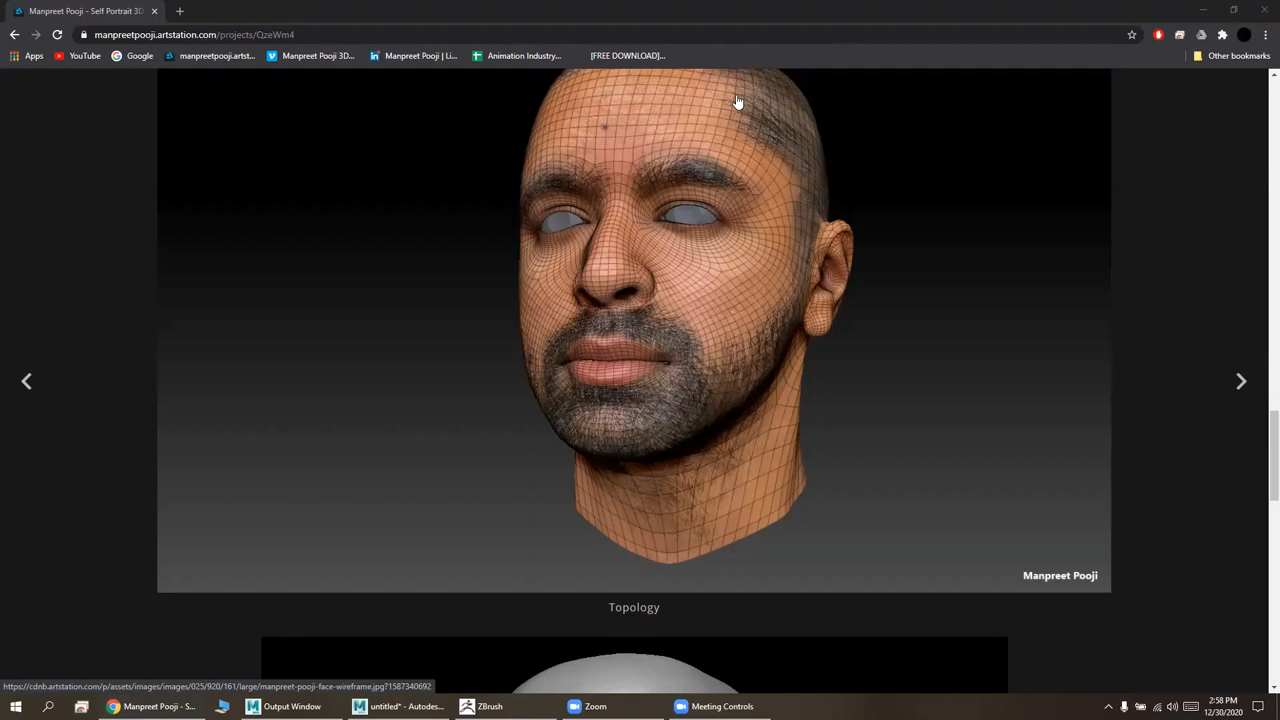 Manpreet Pooji - Self Portrait 3D
manpreetpooji.artstation.com/projects/QzeWm4
Apps YouTube Google manpreetpooji.artst... Manpreet Pooji 3D... Manpreet Pooji | Li... Animation Industry... [FREE DOWNLOAD]... Other bookmarks
Manpreet Pooji
Topology
https://cdnb.artstation.com/p/assets/images/images/025/920/161/large/manpreet-pooji-face-wireframe.jpg?1587340692
Manpreet Pooji - S... Output Window untitled* - Autodes... ZBrush Zoom Meeting Controls
2:58 PM
12/30/2020